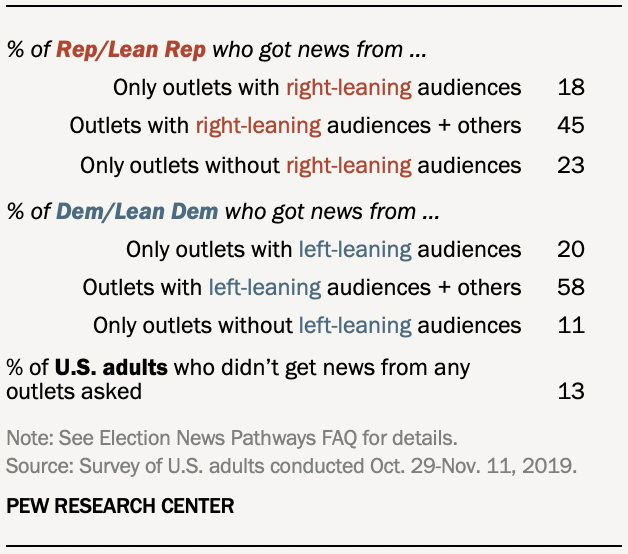 % of Rep/Lean Rep who got news from ...
Only outlets with right-leaning audiences 18
Outlets with right-leaning audiences + others 45
Only outlets without right-leaning audiences 23
% of Dem/Lean Dem who got news from ...
Only outlets with left-leaning audiences 20
Outlets with left-leaning audiences + others 58
Only outlets without left-leaning audiences 11
% of U.S. adults who didn’t get news from any
outlets asked 13
Note: See Election News Pathways FAQ for details.
Source: Survey of U.S. adults conducted Oct. 29-Nov. 11, 2019.
PEW RESEARCH CENTER